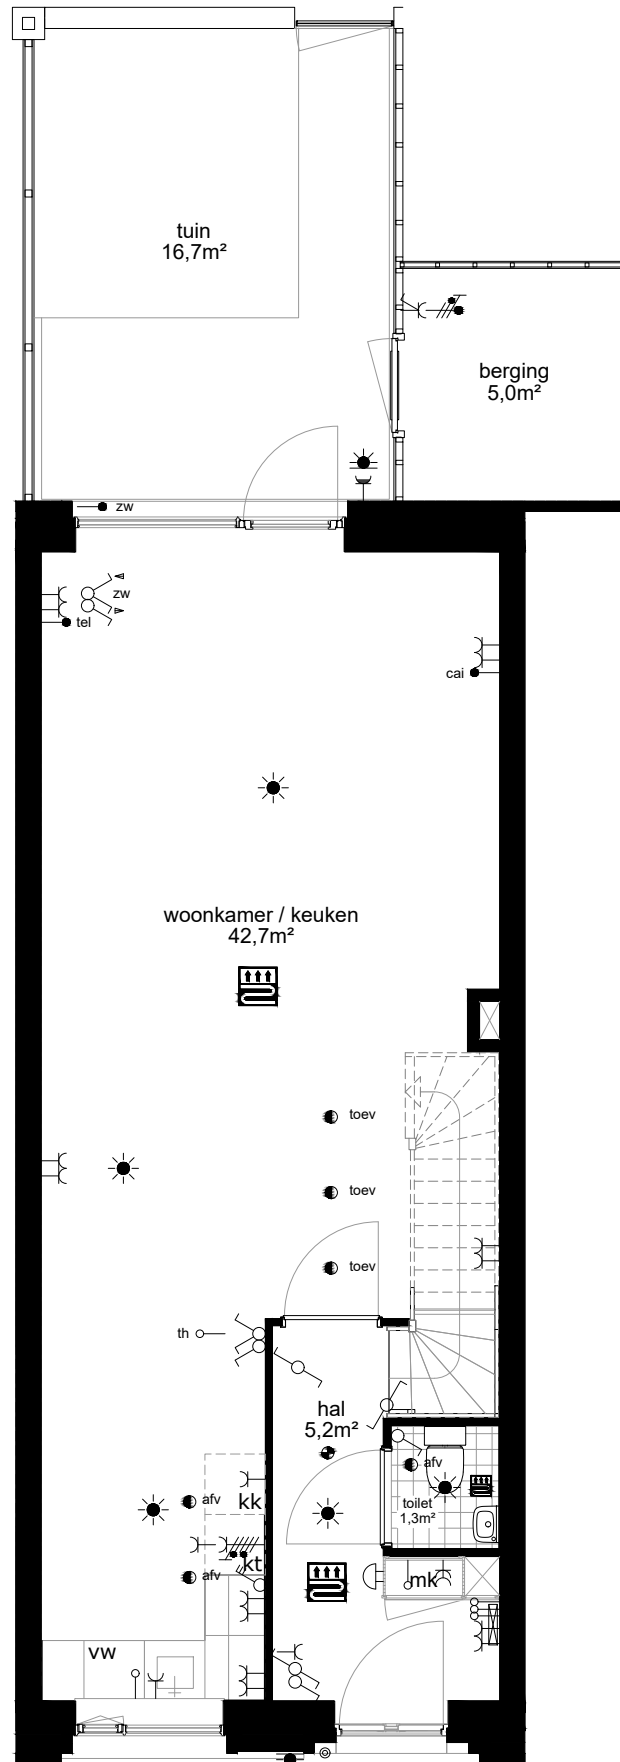 tuin
16,7m²
berging
5,0m²
zw
zw
tel
cai
woonkamer / keuken
42,7m²
toev
toev
toev
th
hal
5,2m²
afv
toilet
1,3m²
afv
kk
kt
afv
mk
vw